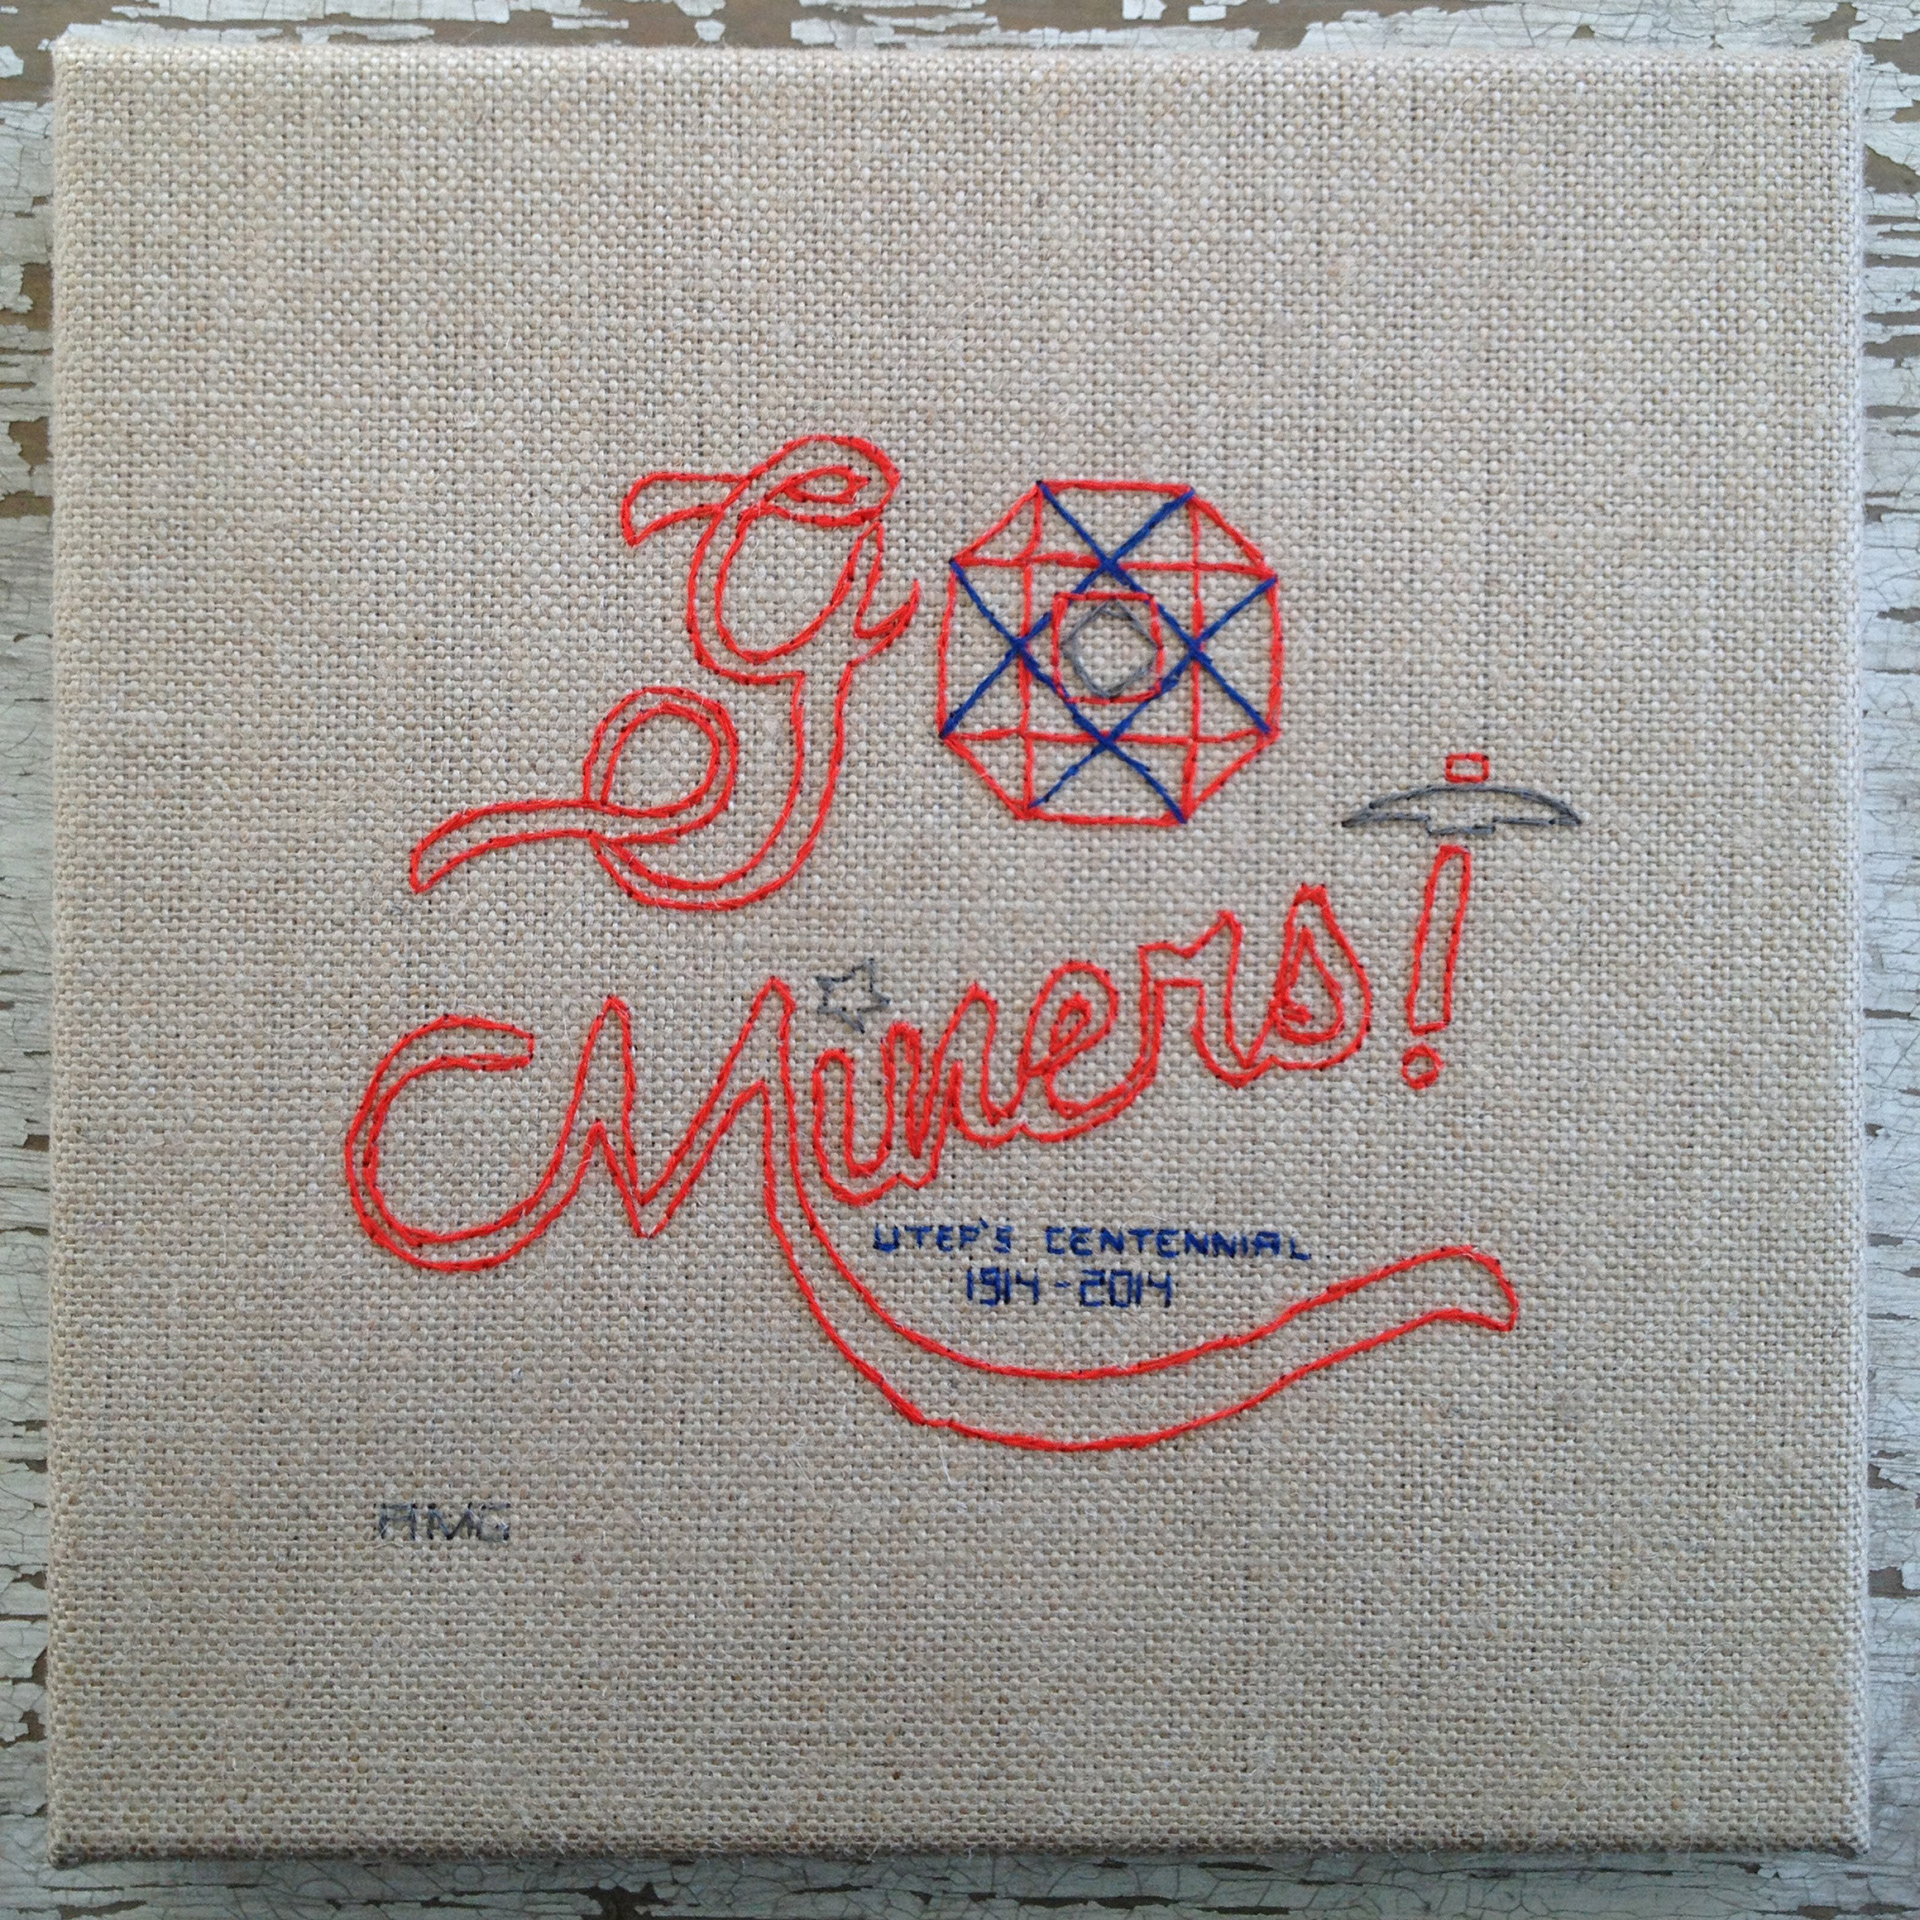 go
Miners!
UTEP'S CENTENNIAL
1914-2014
AMG